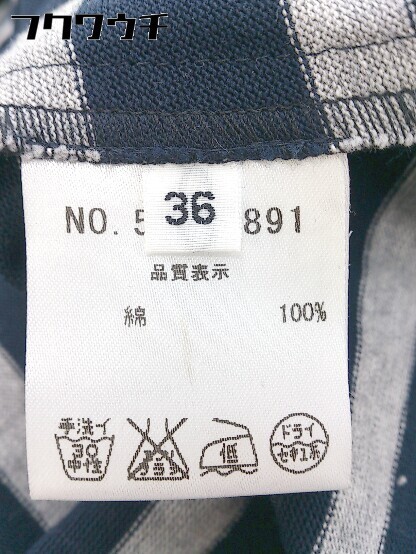 フクワウチ
36
NO. 5 891
品質表示
綿 100%
手洗イ ドライ
30 低 セキユ系
中性